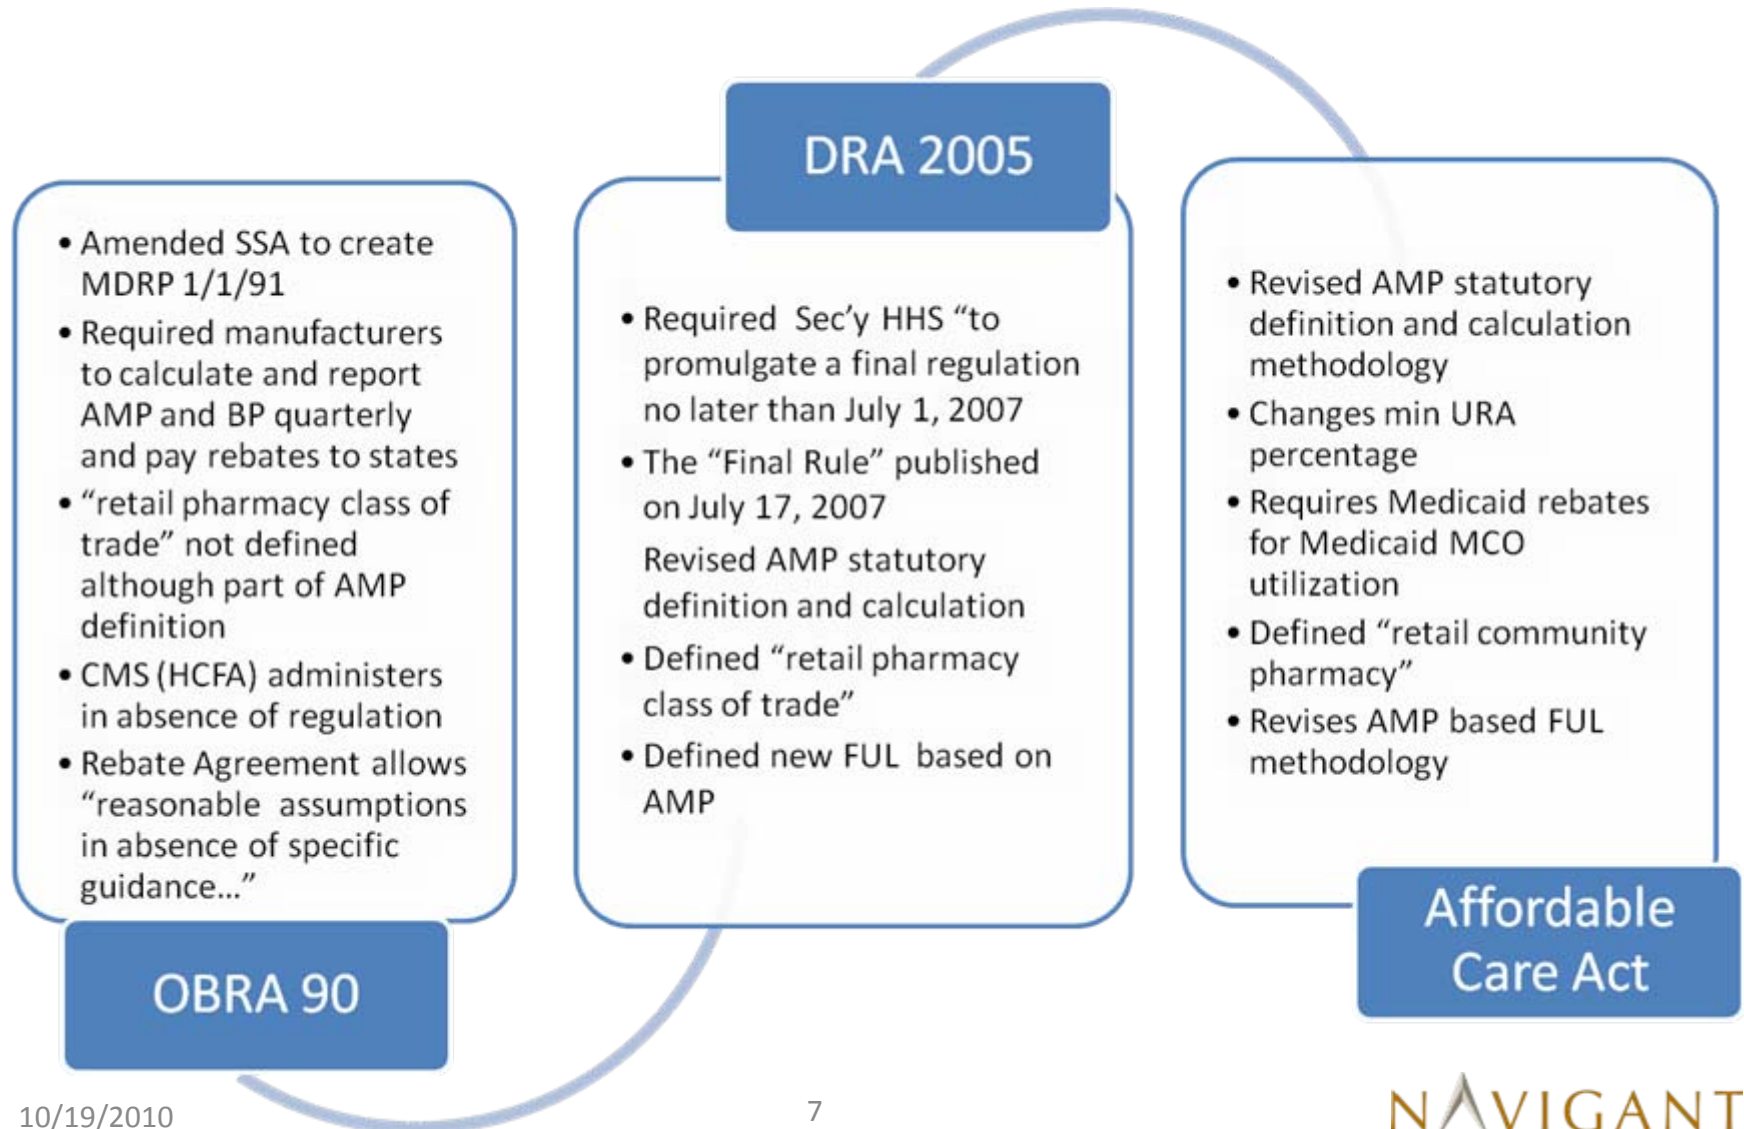 • Amended SSA to create
MDRP 1/1/91
• Required manufacturers
to calculate and report
AMP and BP quarterly
and pay rebates to states
• “retail pharmacy class of
trade” not defined
although part of AMP
definition
• CMS (HCFA) administers
in absence of regulation
• Rebate Agreement allows
“reasonable assumptions
in absence of specific
guidance...”
OBRA 90
DRA 2005
• Required Sec’y HHS “to
promulgate a final regulation
no later than July 1, 2007
• The “Final Rule” published
on July 17, 2007
Revised AMP statutory
definition and calculation
• Defined “retail pharmacy
class of trade”
• Defined new FUL based on
AMP
• Revised AMP statutory
definition and calculation
methodology
• Changes min URA
percentage
• Requires Medicaid rebates
for Medicaid MCO
utilization
• Defined “retail community
pharmacy”
• Revises AMP based FUL
methodology
Affordable
Care Act
10/19/2010
7
NAVIGANT